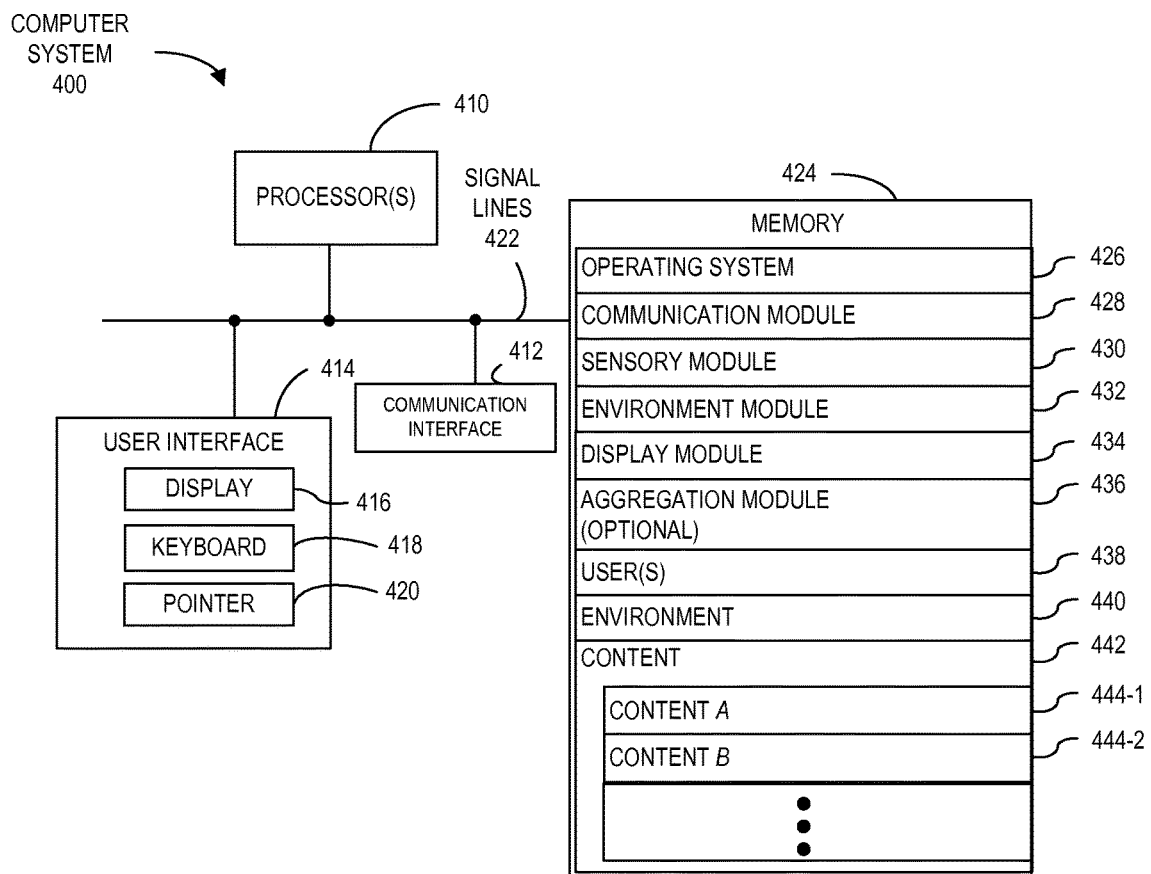 COMPUTER
SYSTEM
400
410
PROCESSOR(S)
SIGNAL
LINES
422
424
MEMORY
OPERATING SYSTEM
426
COMMUNICATION MODULE
428
SENSORY MODULE
430
ENVIRONMENT MODULE
432
DISPLAY MODULE
434
AGGREGATION MODULE
(OPTIONAL)
436
USER(S)
438
ENVIRONMENT
440
CONTENT
442
CONTENT A
444-1
CONTENT B
444-2
412
COMMUNICATION
INTERFACE
414
USER INTERFACE
DISPLAY
416
KEYBOARD
418
POINTER
420